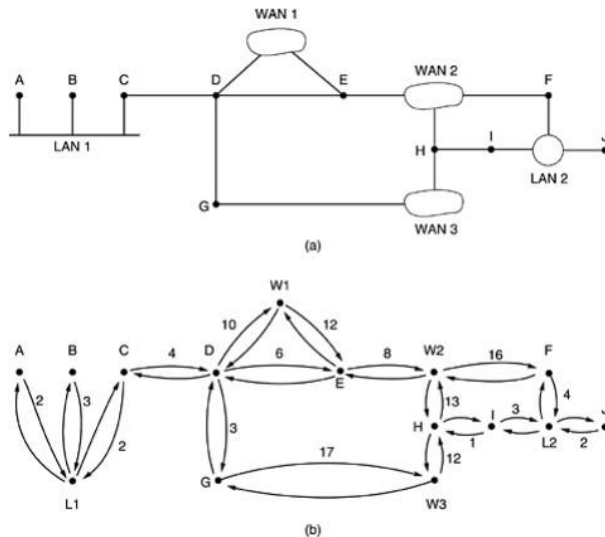 WAN 1
A B C D E WAN 2 F
LAN 1 H I LAN 2 J
G WAN 3
(a)
W1
10 12
A B C 4 D 6 E 8 W2 16 F
2 3 2 3 13 3 4
H I L2 J
1 2
17 12
L1 G W3
(b)